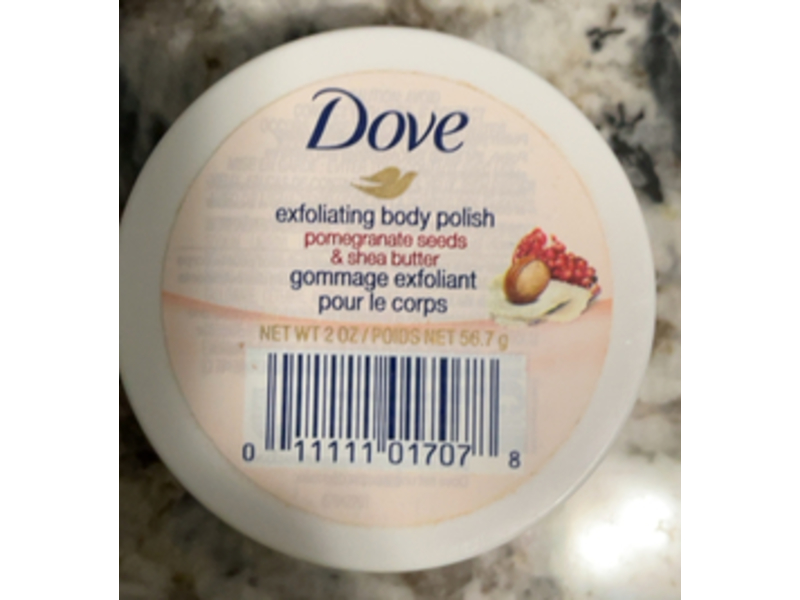 Dove
exfoliating body polish
pomegranate seeds
& shea butter
gommage exfoliant
pour le corps
NET WT 2 OZ / POIDS NET 56.7 g
0 11111 01707 8